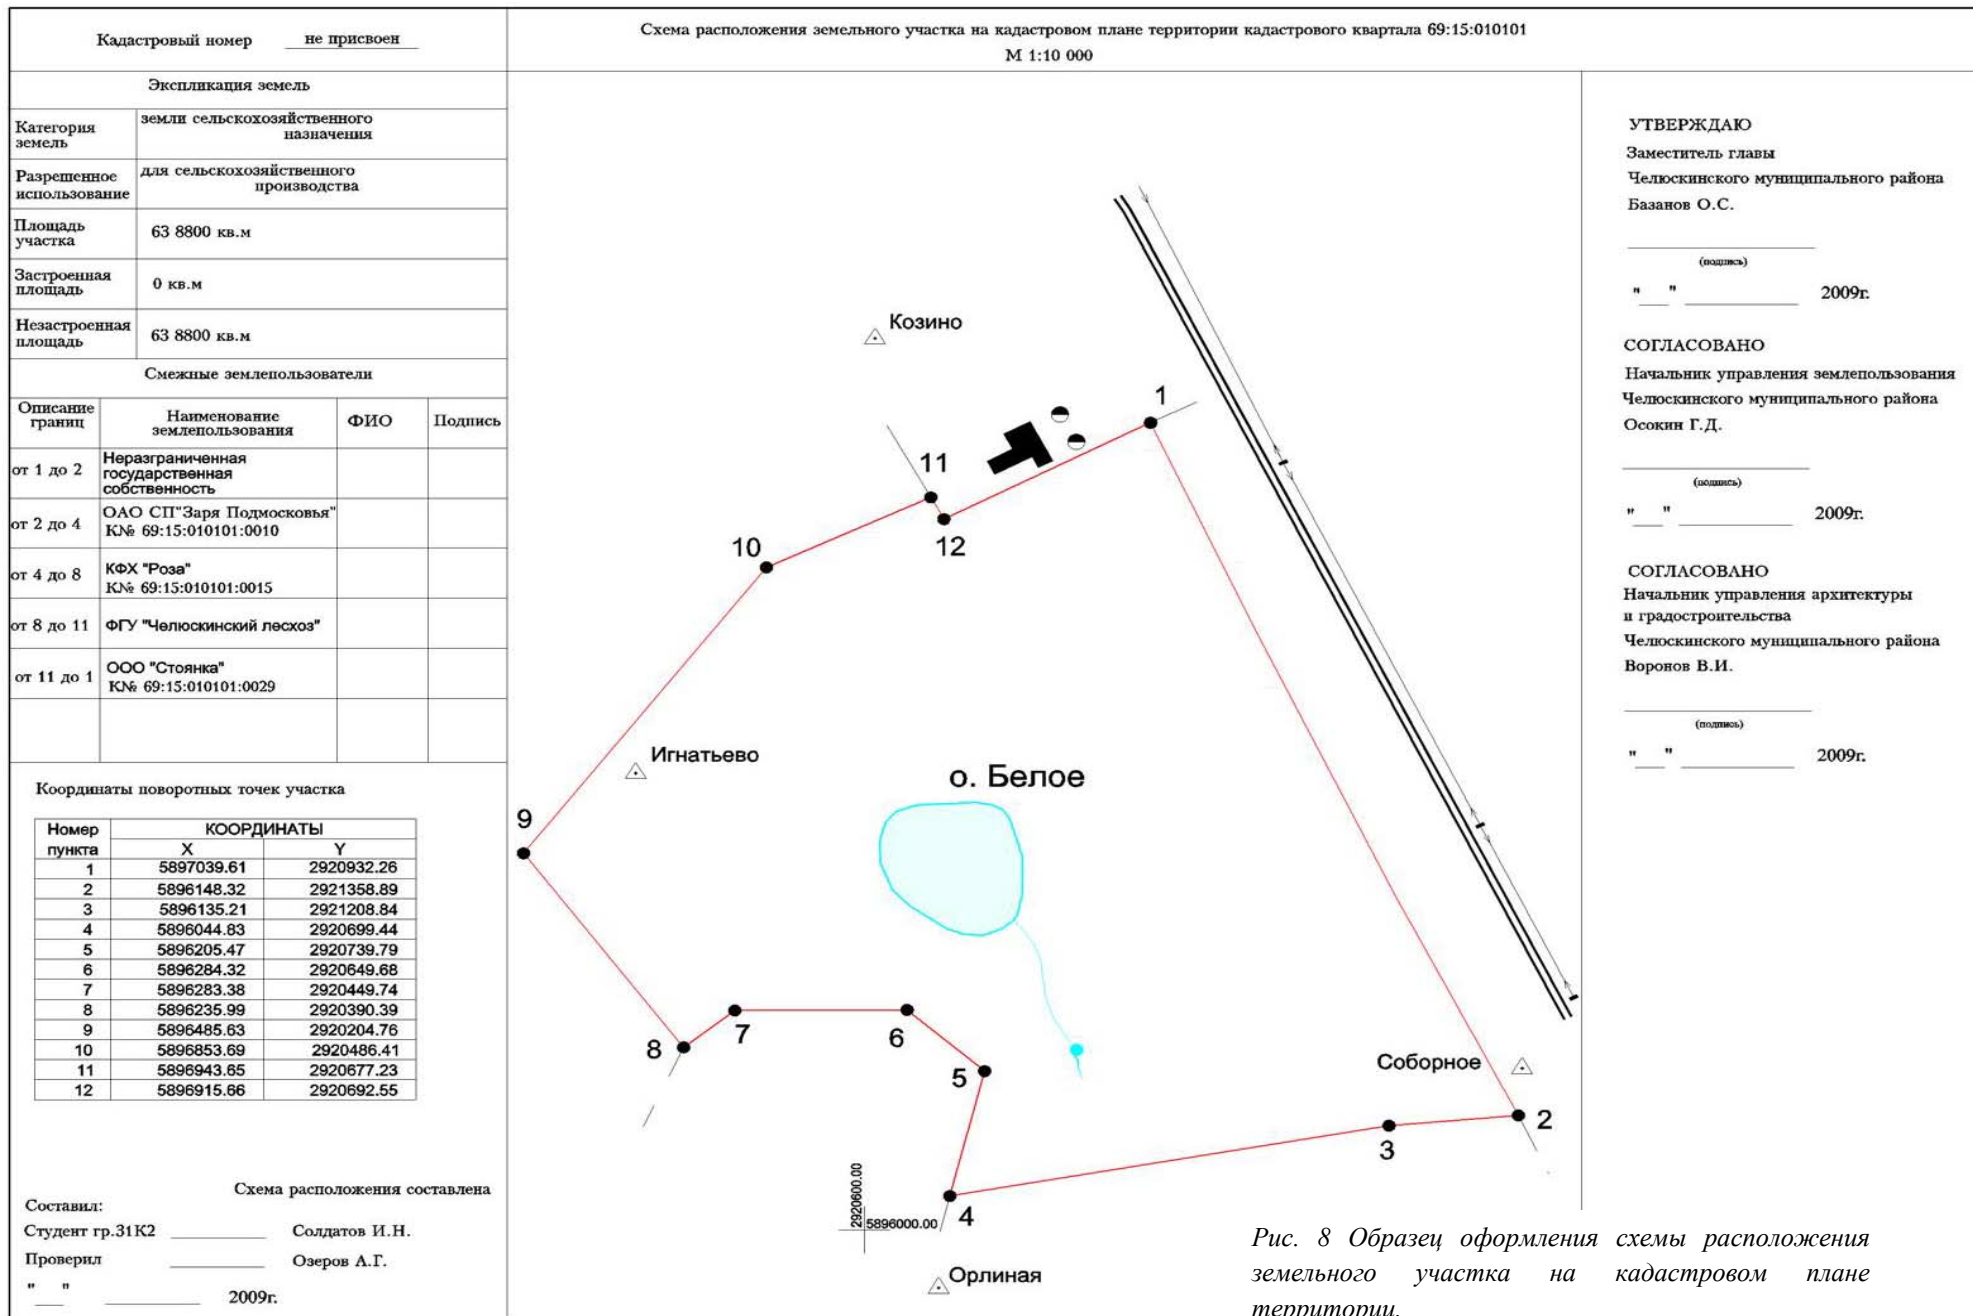 Кадастровый номер не присвоен
Схема расположения земельного участка на кадастровом плане территории кадастрового квартала 69:15:010101
М 1:10 000
Экспликация земель
Категория земель
земли сельскохозяйственного
назначения
Разрешенное использование
для сельскохозяйственного
производства
Площадь участка
63 8800 кв.м
Застроенная площадь
0 кв.м
Незастроенная площадь
63 8800 кв.м
Смежные землепользователи
Описание границ
Наименование землепользования
ФИО
Подпись
от 1 до 2
Неразграниченная
государственная
собственность
от 2 до 4
ОАО СП"Заря Подмосковья"
К№ 69:15:010101:0010
от 4 до 8
КФХ "Роза"
К№ 69:15:010101:0015
от 8 до 11
ФГУ "Челюскинский лесхоз"
от 11 до 1
ООО "Стоянка"
К№ 69:15:010101:0029
Координаты поворотных точек участка
Номер пункта
КООРДИНАТЫ
X Y
1 5897039.61 2920932.26
2 5896148.32 2921358.89
3 5896135.21 2921208.84
4 5896044.83 2920699.44
5 5896205.47 2920739.79
6 5896284.32 2920649.68
7 5896283.38 2920449.74
8 5896235.99 2920390.39
9 5896485.63 2920204.76
10 5896853.69 2920486.41
11 5896943.65 2920677.23
12 5896915.66 2920692.55
Схема расположения составлена
Составил:
Студент гр.31К2 ________ Солдатов И.Н.
Проверил ________ Озеров А.Г.
"___" ________ 2009г.
Козино
1
11
12
10
Игнатьево
о. Белое
9
8
7
6
5
Соборное
2
3
4
2920600.00
5896000.00
Орлиная
УТВЕРЖДАЮ
Заместитель главы
Челюскинского муниципального района
Базанов О.С.
(подпись)
"___" ________ 2009г.
СОГЛАСОВАНО
Начальник управления землепользования
Челюскинского муниципального района
Осокин Г.Д.
(подпись)
"___" ________ 2009г.
СОГЛАСОВАНО
Начальник управления архитектуры
и градостроительства
Челюскинского муниципального района
Воронов В.И.
(подпись)
"___" ________ 2009г.
Рис. 8 Образец оформления схемы расположения
земельного участка на кадастровом плане
территории.